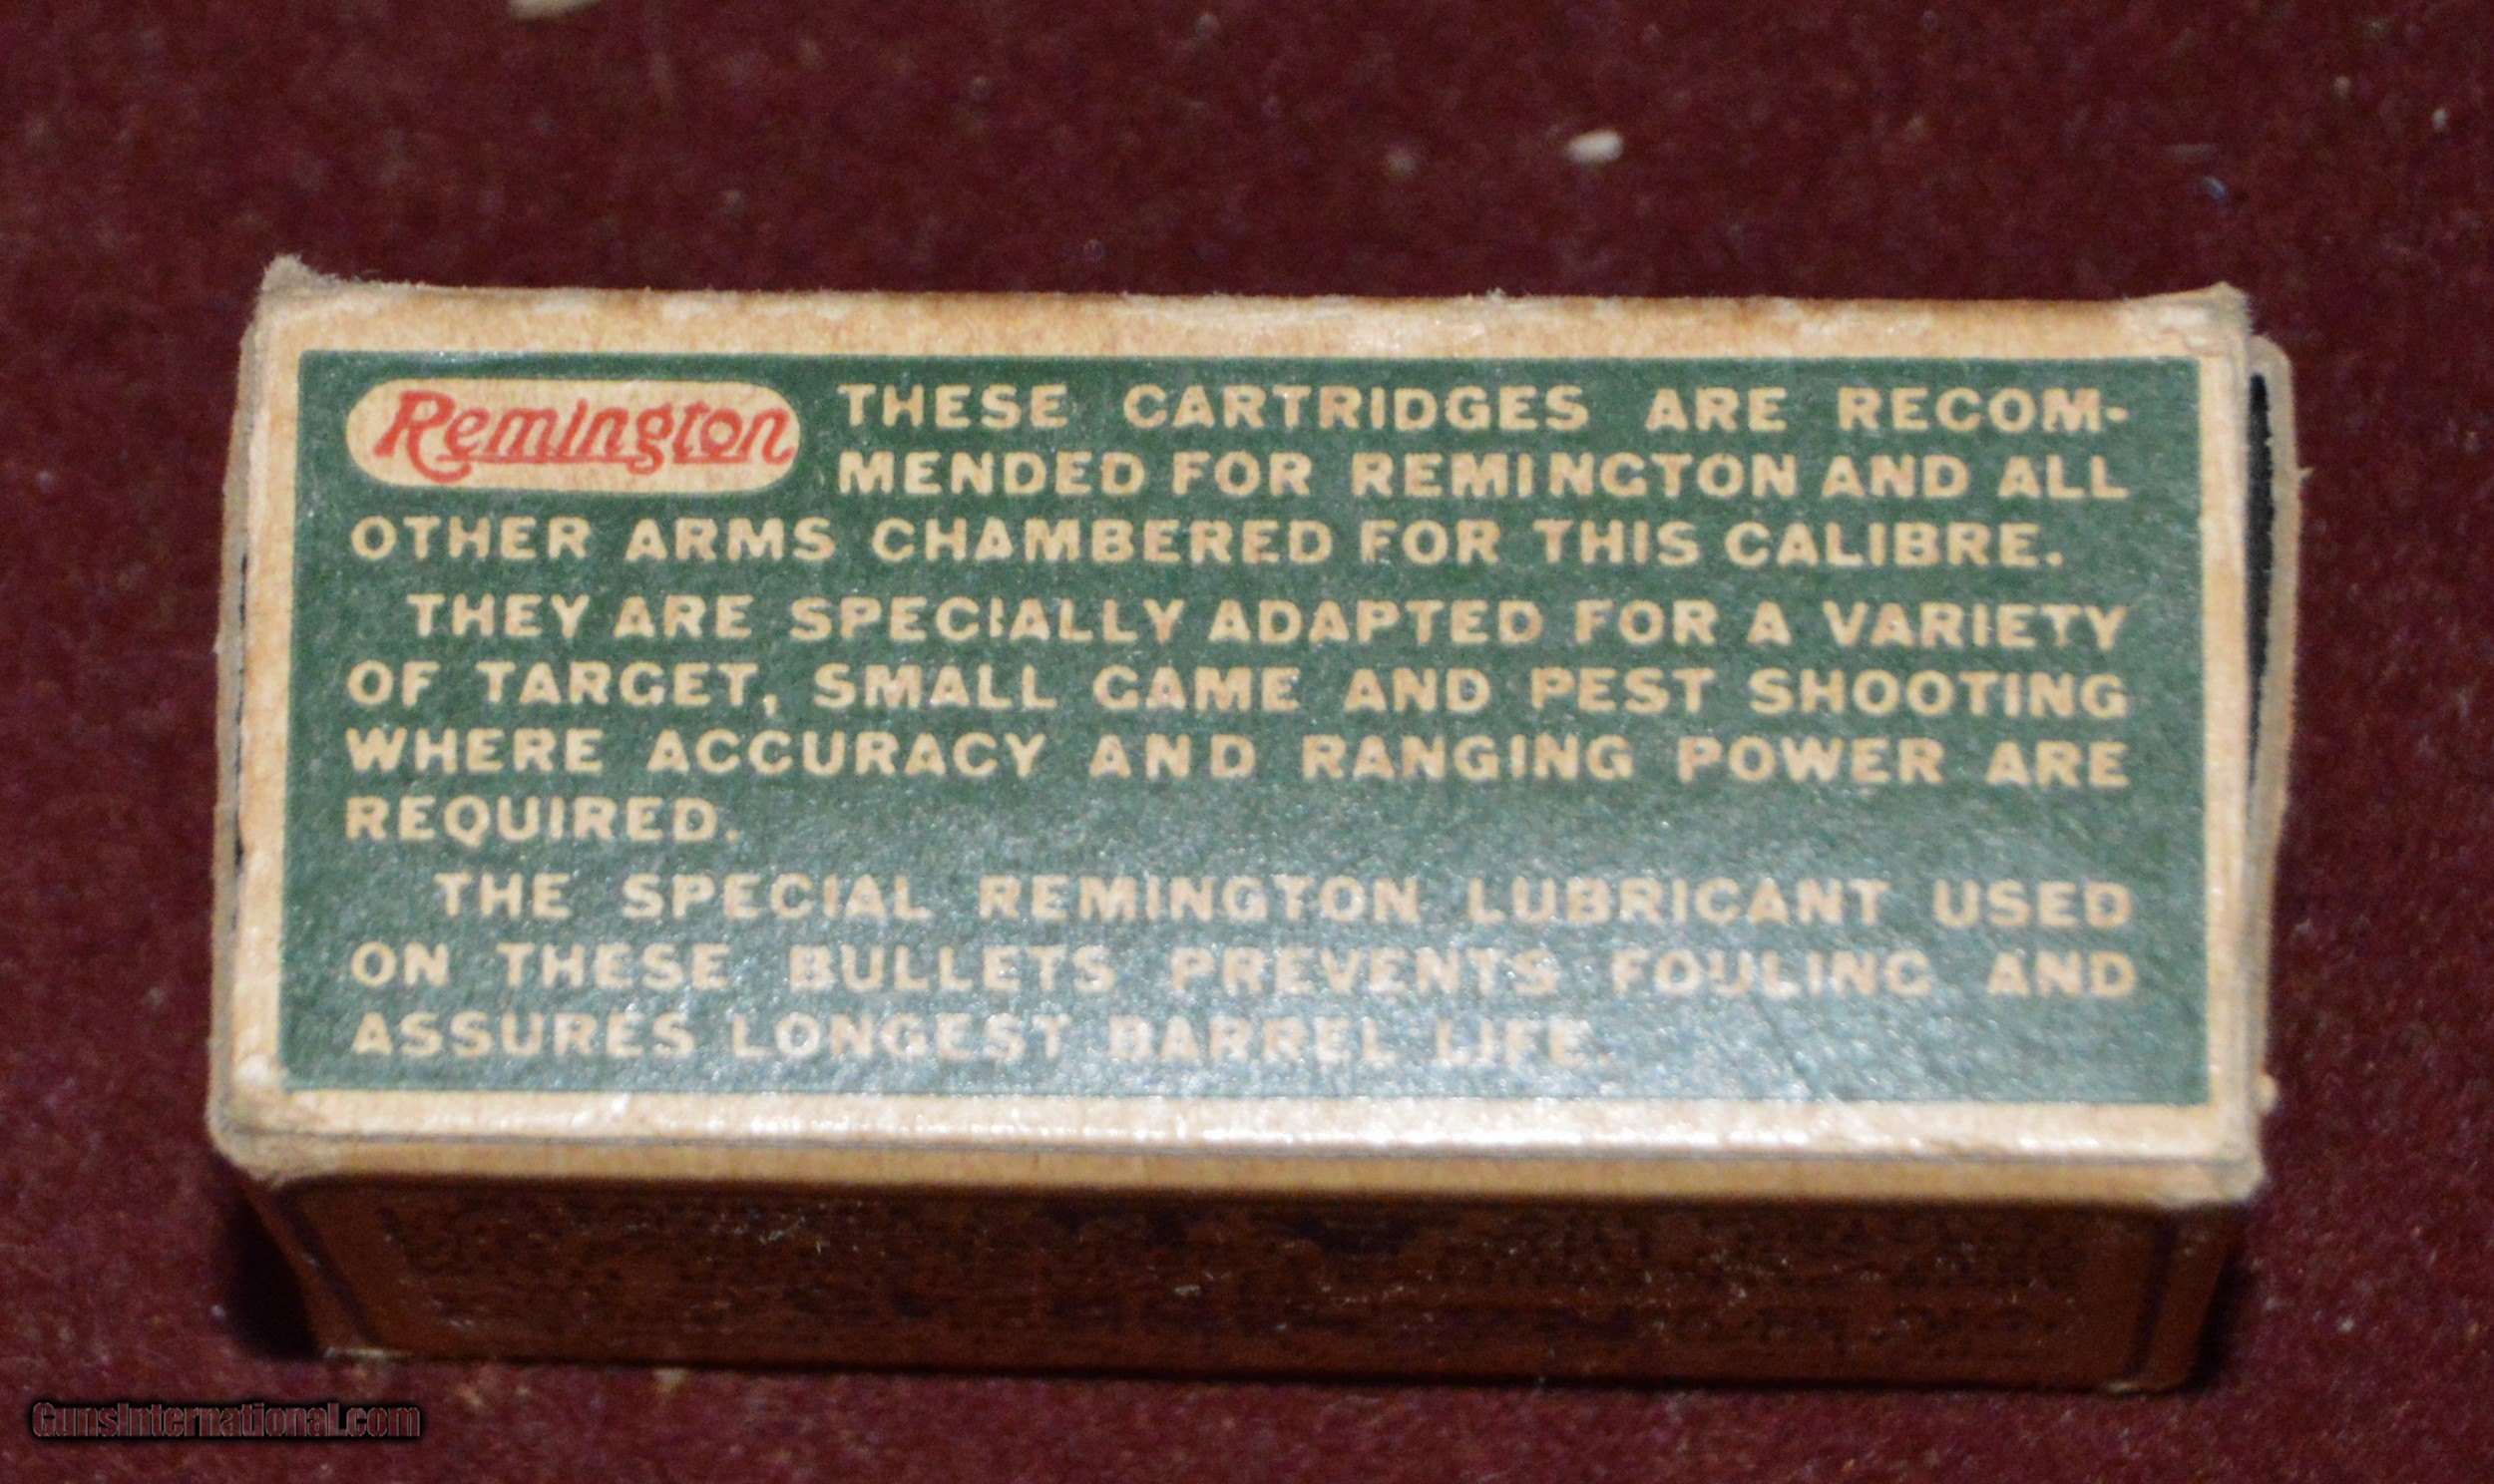 Remington
THESE CARTRIDGES ARE RECOM-
MENDED FOR REMINGTON AND ALL
OTHER ARMS CHAMBERED FOR THIS CALIBRE.
THEY ARE SPECIALLY ADAPTED FOR A VARIETY
OF TARGET, SMALL GAME AND PEST SHOOTING
WHERE ACCURACY AND RANGING POWER ARE
REQUIRED.
THE SPECIAL REMINGTON LUBRICANT USED
ON THESE BULLETS PREVENTS FOULING AND
ASSURES LONGEST BARREL LIFE.
GunsInternational.com